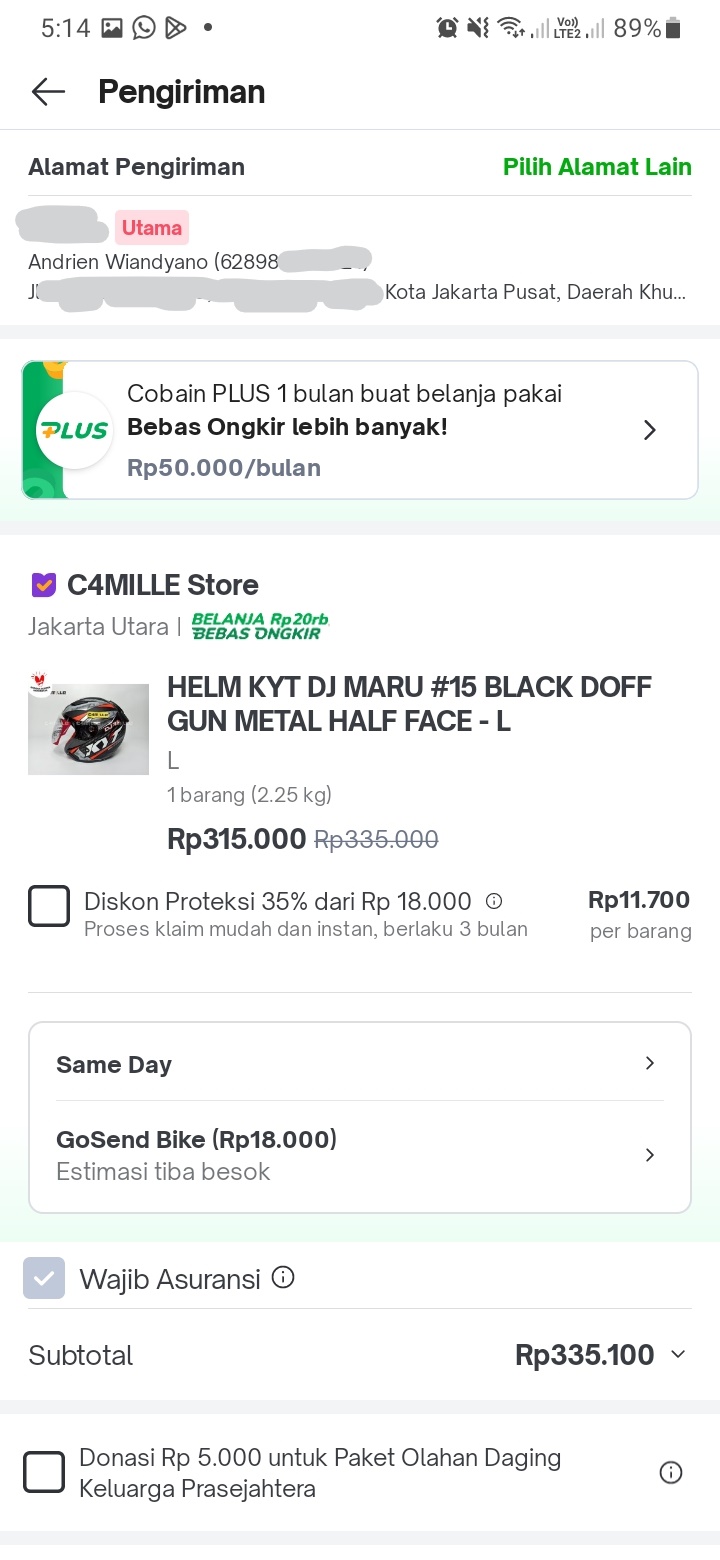 5:14
Vo)) LTE2 89%
Pengiriman
Alamat Pengiriman
Pilih Alamat Lain
Utama
Andrien Wiandyano (62898
Kota Jakarta Pusat, Daerah Khu...
PLUS
Cobain PLUS 1 bulan buat belanja pakai
Bebas Ongkir lebih banyak!
Rp50.000/bulan
C4MILLE Store
Jakarta Utara |
BELANJA Rp20rb
BEBAS ONGKIR
HELM KYT DJ MARU #15 BLACK DOFF
GUN METAL HALF FACE - L
L
1 barang (2.25 kg)
Rp315.000 Rp335.000
Diskon Proteksi 35% dari Rp 18.000
Rp11.700
Proses klaim mudah dan instan, berlaku 3 bulan
per barang
Same Day
GoSend Bike (Rp18.000)
Estimasi tiba besok
Wajib Asuransi
Subtotal
Rp335.100
Donasi Rp 5.000 untuk Paket Olahan Daging
Keluarga Prasejahtera